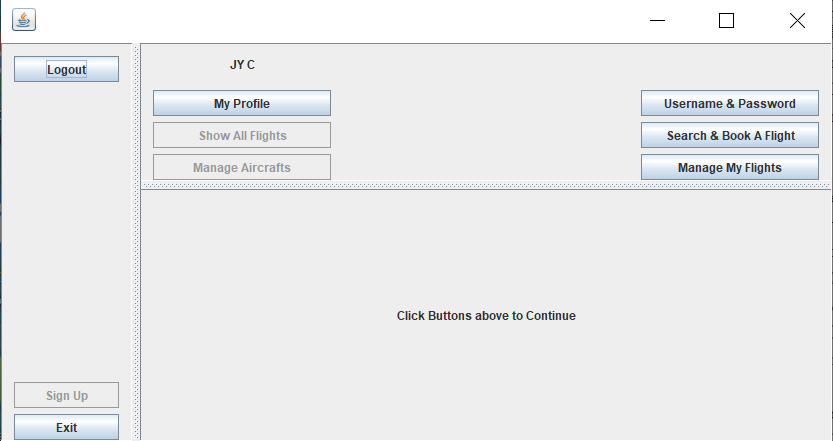 Logout
JY C
My Profile
Username & Password
Show All Flights
Search & Book A Flight
Manage Aircrafts
Manage My Flights
Click Buttons above to Continue
Sign Up
Exit